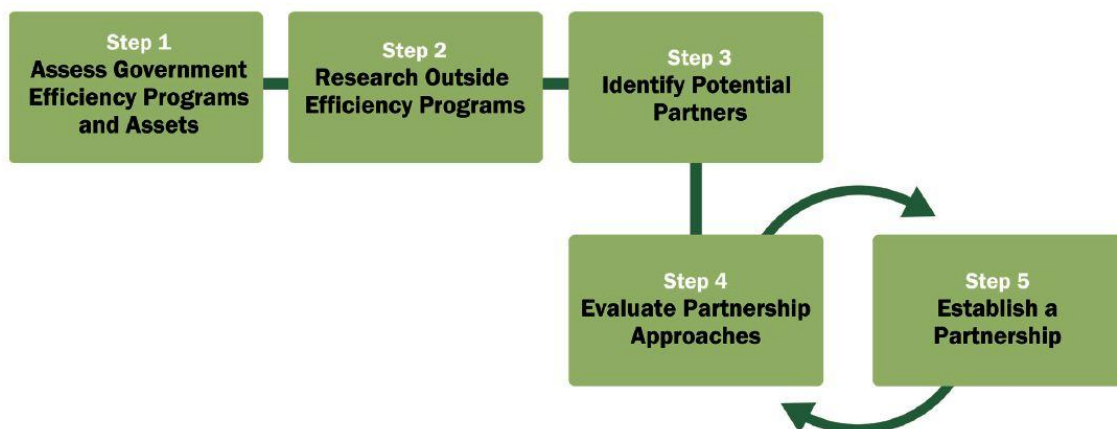 Step 1
Assess Government
Efficiency Programs
and Assets
Step 2
Research Outside
Efficiency Programs
Step 3
Identify Potential
Partners
Step 4
Evaluate Partnership
Approaches
Step 5
Establish a
Partnership